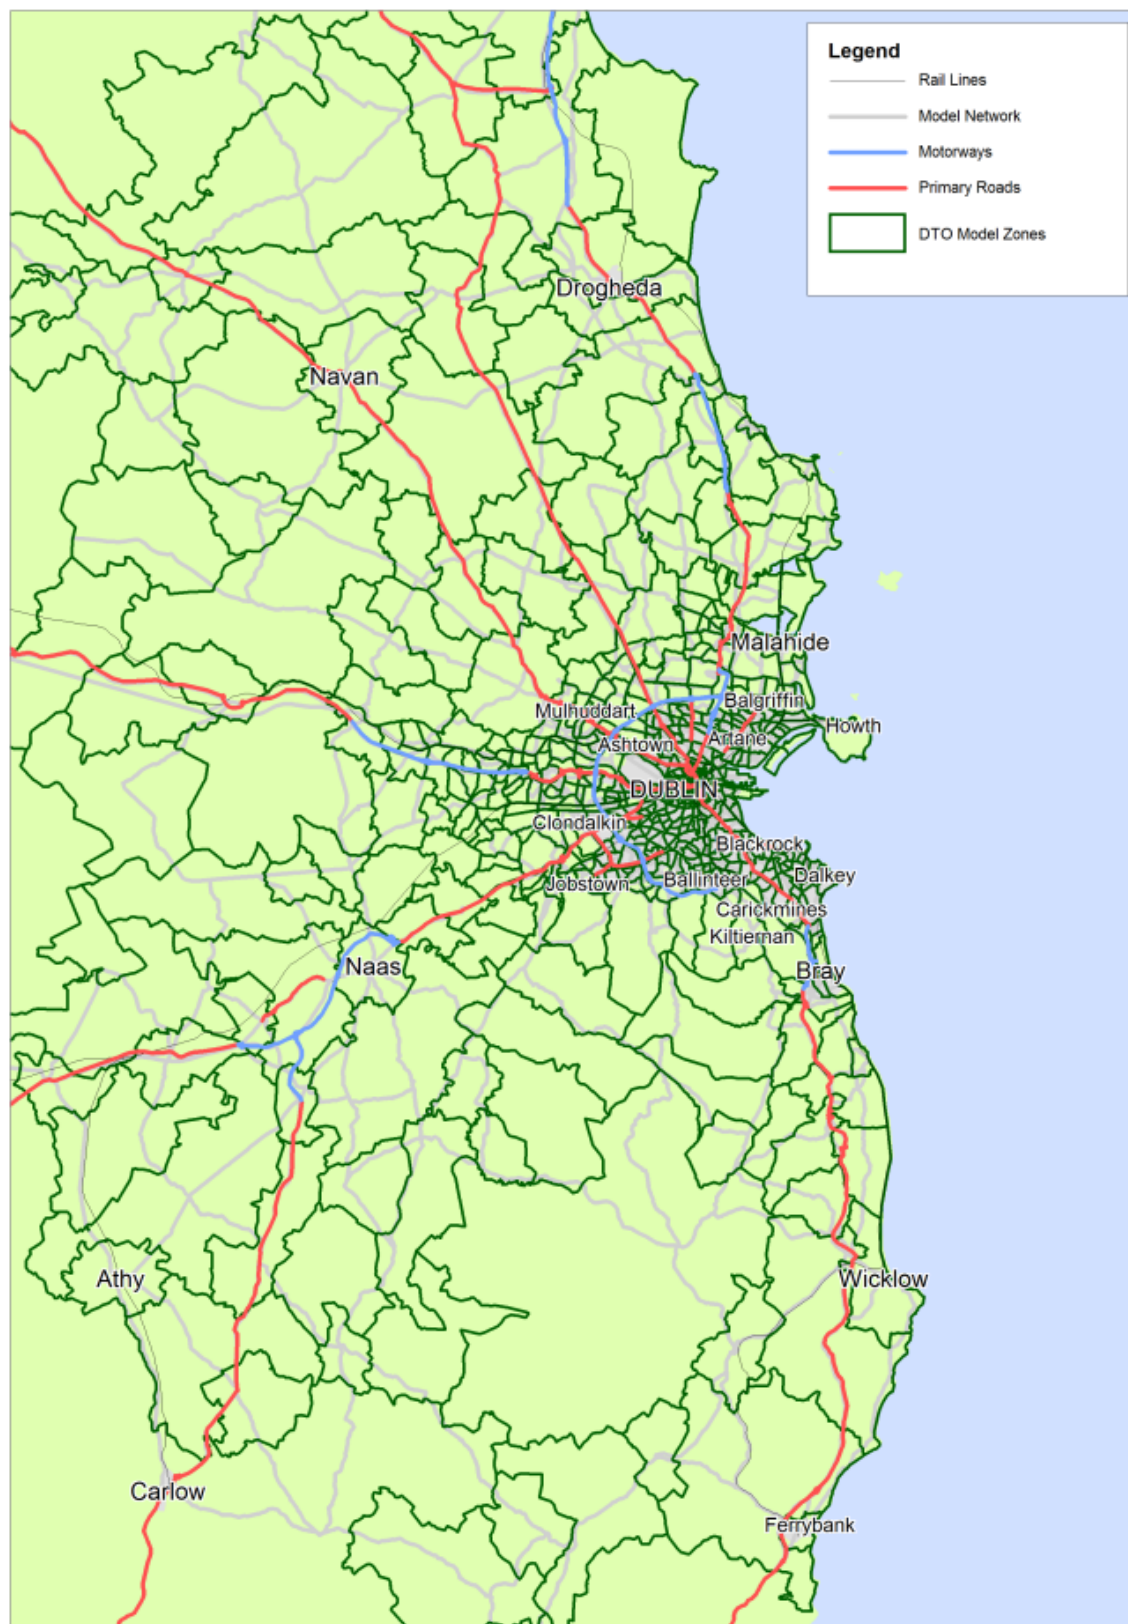 Legend
Rail Lines
Model Network
Motorways
Primary Roads
DTO Model Zones
Drogheda
Navan
Malahide
Balgriffin
Mulhuddart
Howth
Artane
Ashtown
DUBLIN
Clondalkin
Blackrock
Dalkey
Ballinteer
Jobstown
Carickmines
Kiltiernan
Naas
Bray
Athy
Wicklow
Carlow
Ferrybank